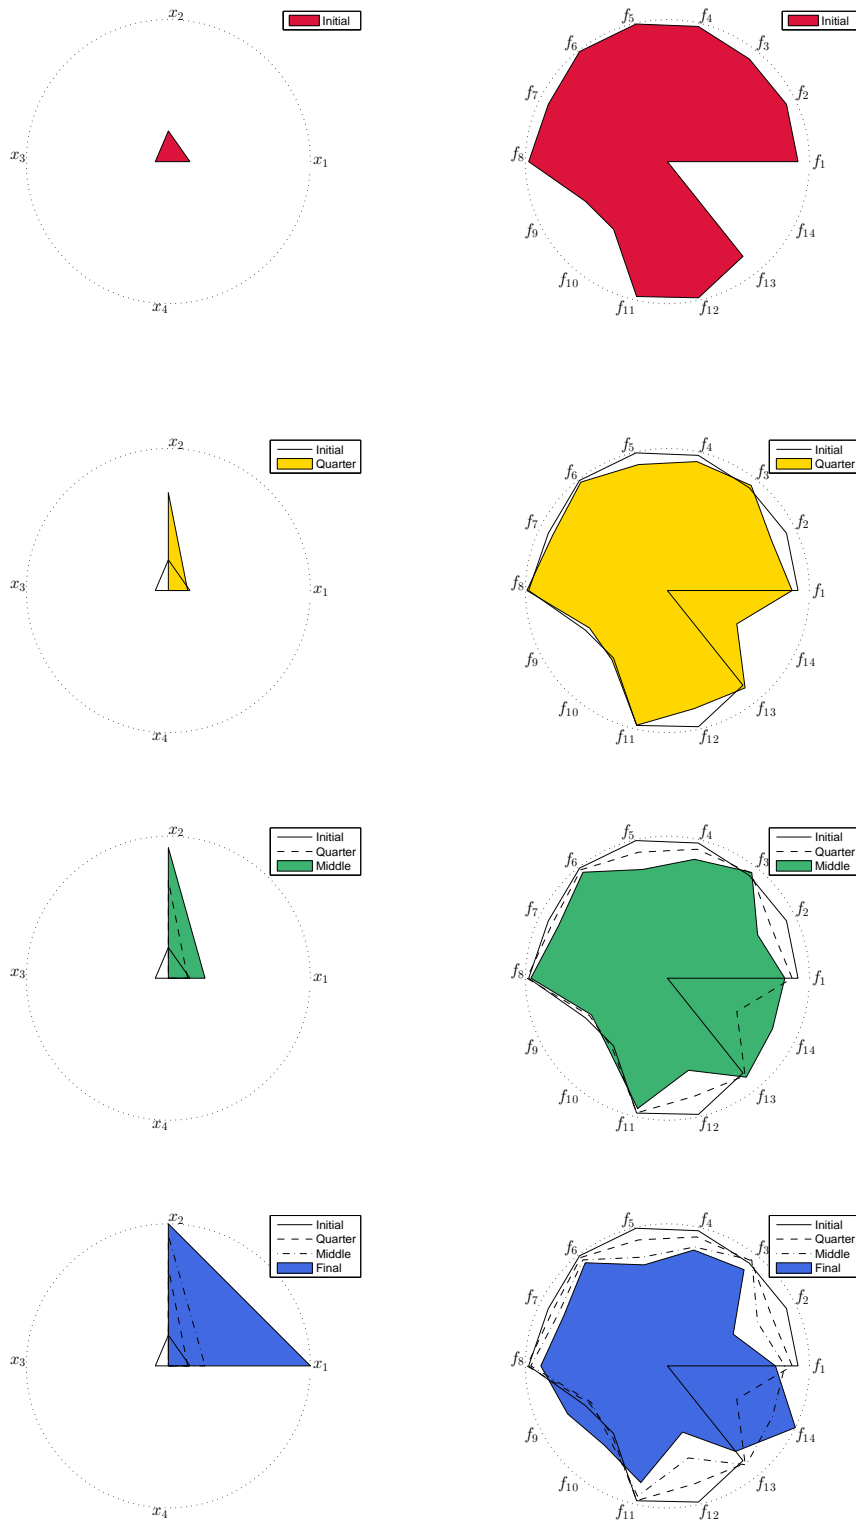 x2
Initial
x3
x1
x4
f5
f4
Initial
f6
f3
f7
f2
f8
f1
f9
f14
f10
f13
f11
f12
x2
Initial
Quarter
x3
x1
x4
f5
f4
Initial
Quarter
f6
f3
f7
f2
f8
f1
f9
f14
f10
f13
f11
f12
x2
Initial
Quarter
Middle
x3
x1
x4
f5
f4
Initial
Quarter
Middle
f6
f3
f7
f2
f8
f1
f9
f14
f10
f13
f11
f12
x2
Initial
Quarter
Middle
Final
x3
x1
x4
f5
f4
Initial
Quarter
Middle
Final
f6
f3
f7
f2
f8
f1
f9
f14
f10
f13
f11
f12